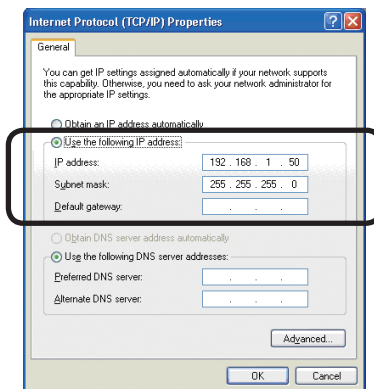 Internet Protocol (TCP/IP) Properties
General
You can get IP settings assigned automatically if your network supports
this capability. Otherwise, you need to ask your network administrator for
the appropriate IP settings.
Obtain an IP address automatically
Use the following IP address:
IP address: 192 . 168 . 1 . 50
Subnet mask: 255 . 255 . 255 . 0
Default gateway: . . .
Obtain DNS server address automatically
Use the following DNS server addresses:
Preferred DNS server: . . .
Alternate DNS server: . . .
Advanced...
OK Cancel